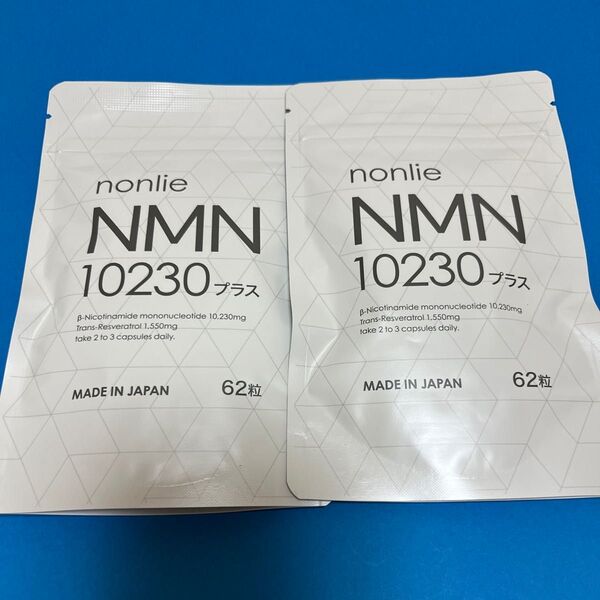 nonlie
NMN
10230プラス
β-Nicotinamide mononucleotide 10.230mg
Trans-Resveratrol 1,550mg
take 2 to 3 capsules daily.
MADE IN JAPAN 62粒
nonlie
NMN
10230プラス
β-Nicotinamide mononucleotide 10.230mg
Trans-Resveratrol 1,550mg
take 2 to 3 capsules daily.
MADE IN JAPAN 62粒